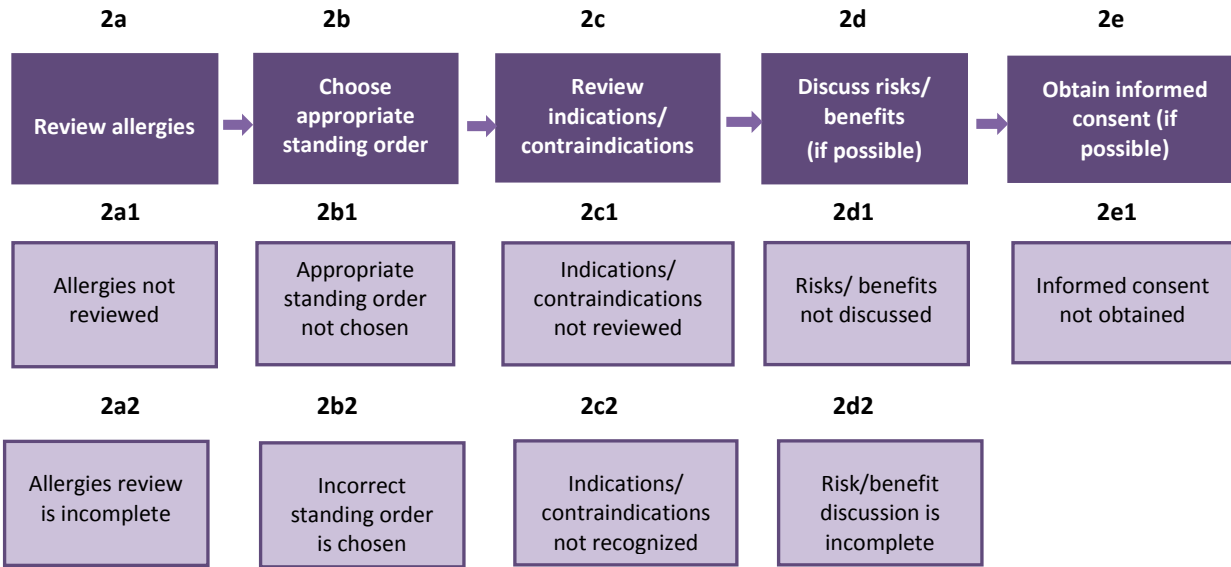 2a
2b
2c
2d
2e
Review allergies
Choose
appropriate
standing order
Review
indications/
contraindications
Discuss risks/
benefits
(if possible)
Obtain informed
consent (if
possible)
2a1
2b1
2c1
2d1
2e1
Allergies not
reviewed
Appropriate
standing order
not chosen
Indications/
contraindications
not reviewed
Risks/ benefits
not discussed
Informed consent
not obtained
2a2
2b2
2c2
2d2
Allergies review
is incomplete
Incorrect
standing order
is chosen
Indications/
contraindications
not recognized
Risk/benefit
discussion is
incomplete